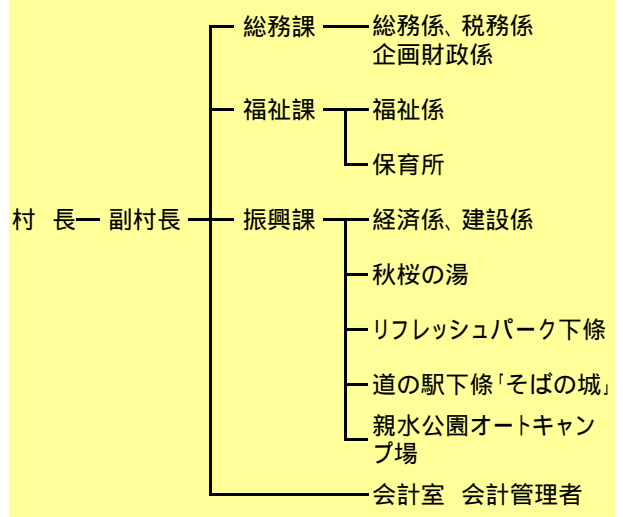 総務課 総務係、税務係
企画財政係
福祉課 福祉係
保育所
村 長 副村長 振興課 経済係、建設係
秋桜の湯
リフレッシュパーク下條
道の駅下條「そばの城」
親水公園オートキャン
プ場
会計室 会計管理者